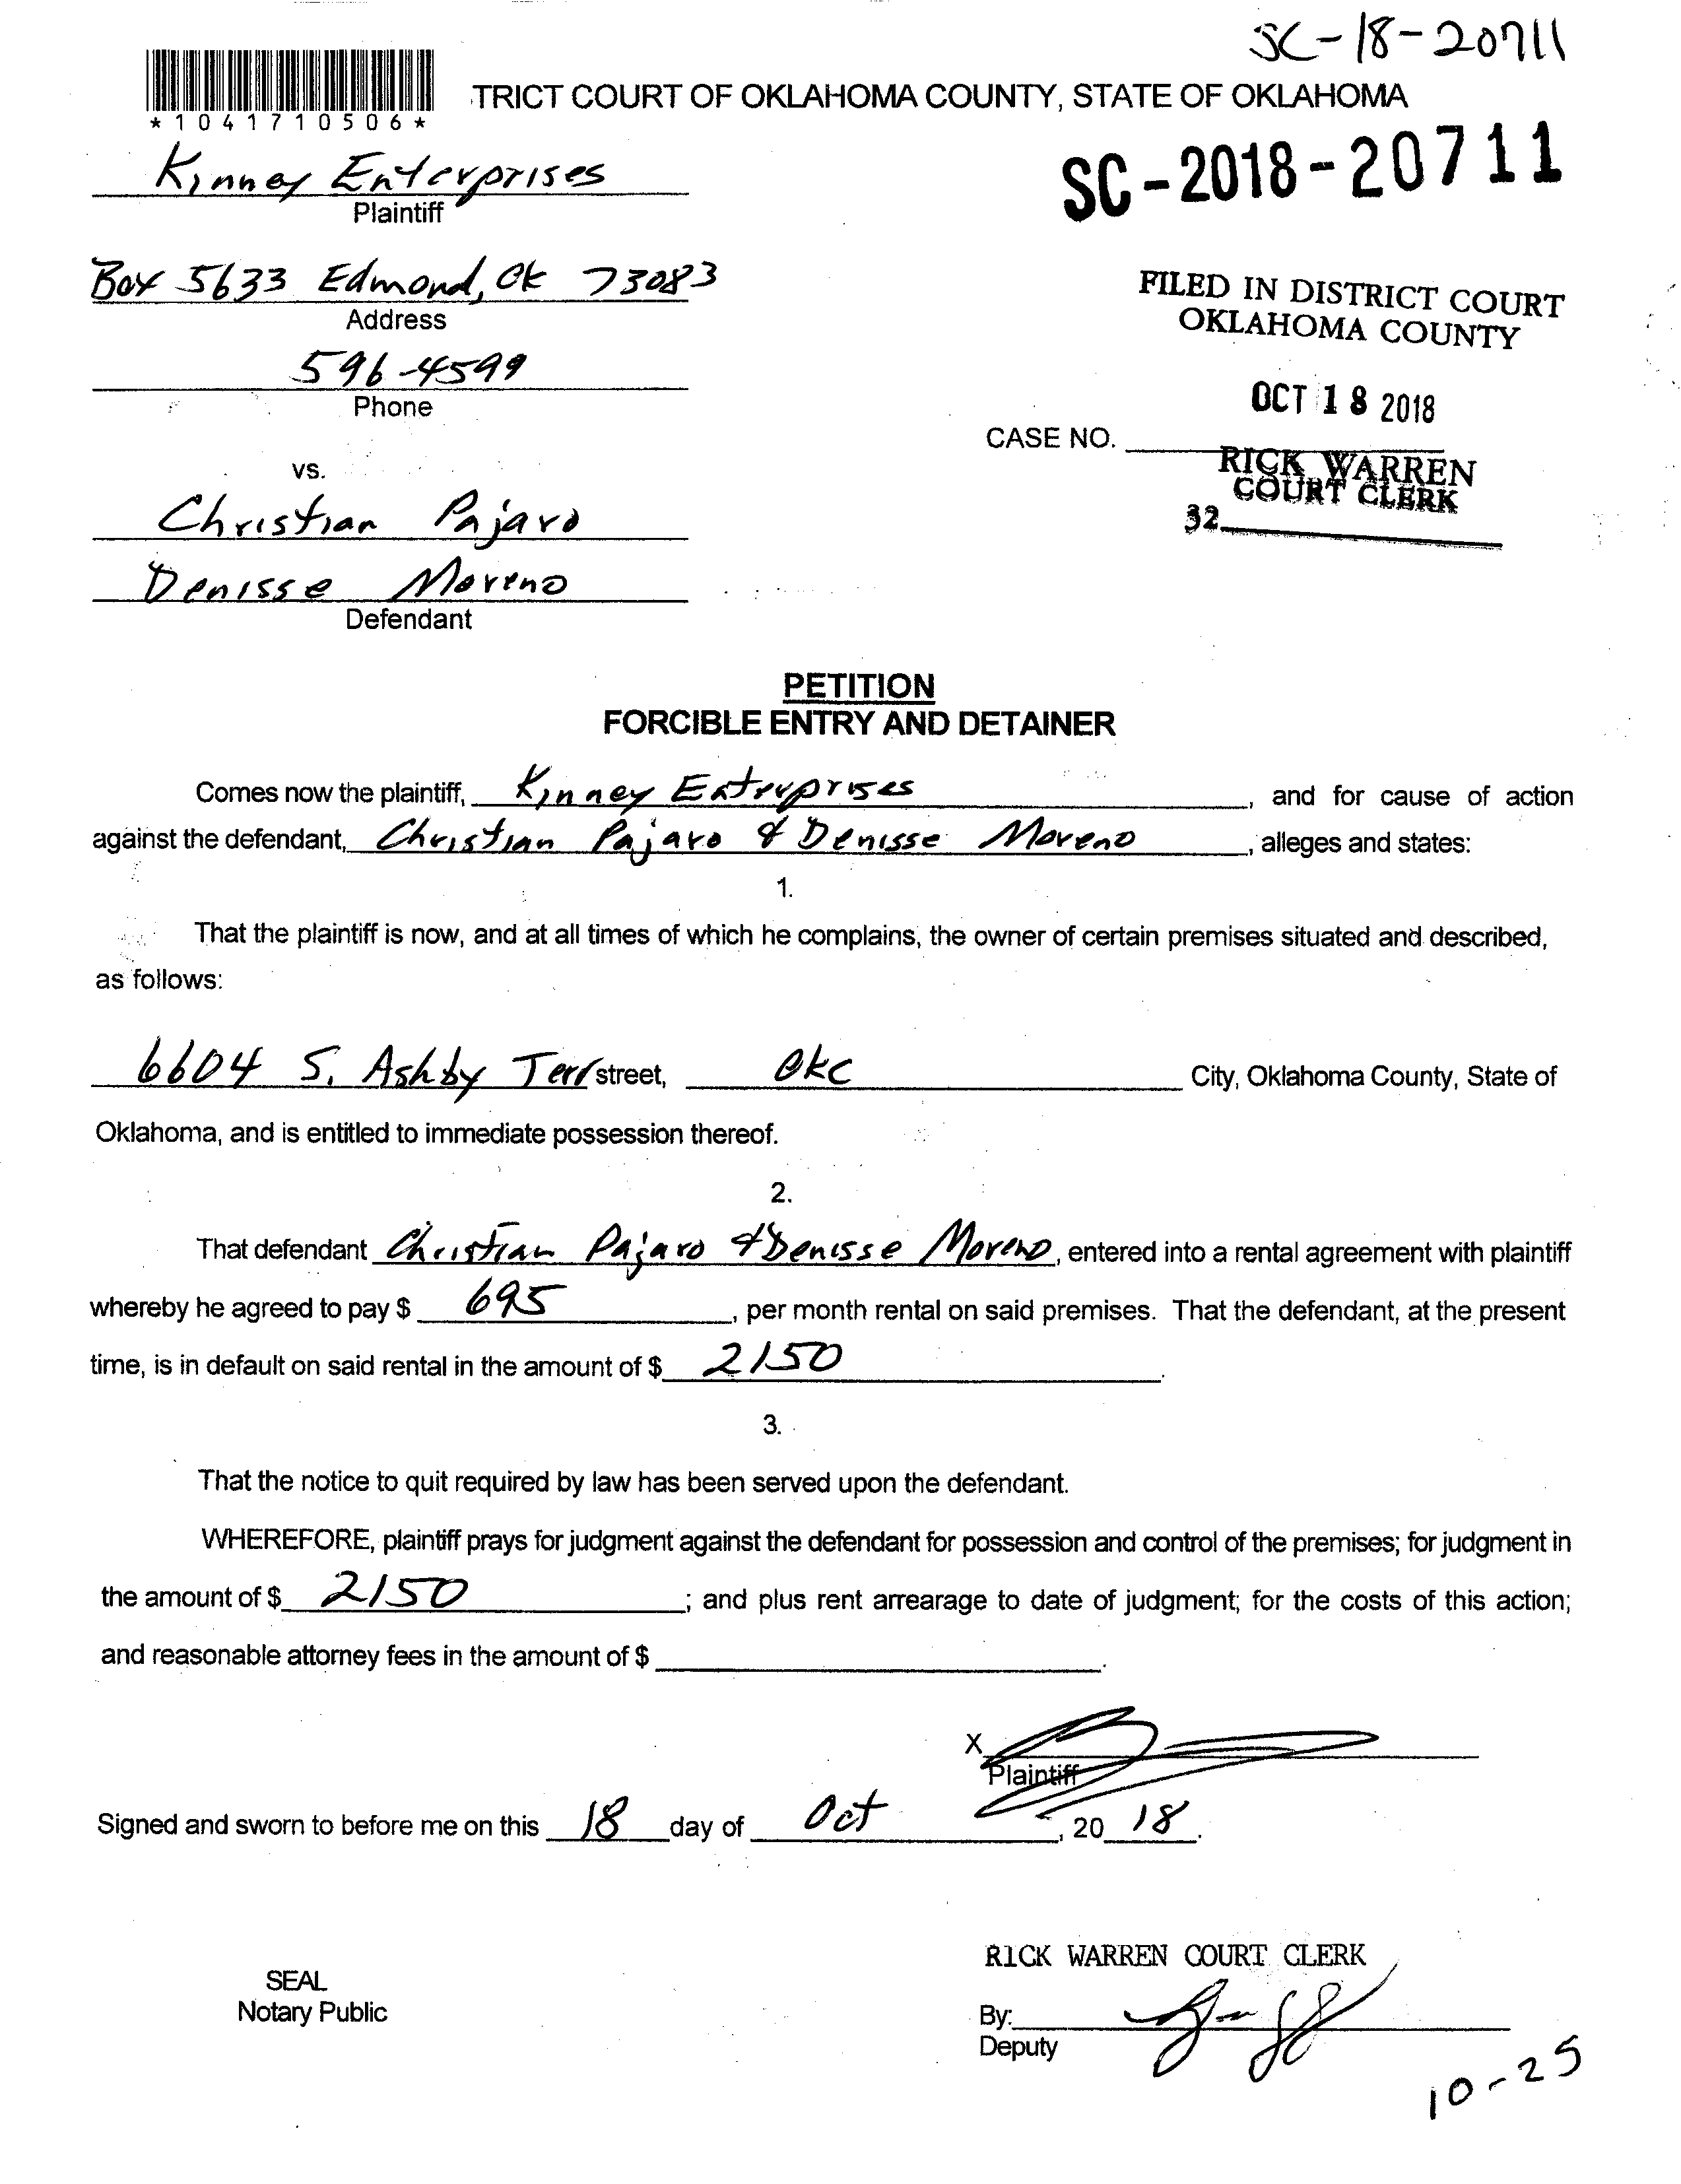 SC-18-20711
TRICT COURT OF OKLAHOMA COUNTY, STATE OF OKLAHOMA
*1041710506*
SC-2018-20711
Kinney Enterprises
Plaintiff
Box 5633 Edmond, Ok 73083
Address
596-4599
Phone
FILED IN DISTRICT COURT
OKLAHOMA COUNTY
OCT 18 2018
CASE NO.
RICK WARREN
COURT CLERK
32
vs.
Christian Pajaro
Denisse Moreno
Defendant
PETITION
FORCIBLE ENTRY AND DETAINER
Comes now the plaintiff, Kinney Enterprises, and for cause of action
against the defendant, Christian Pajaro & Denisse Moreno, alleges and states:
1.
That the plaintiff is now, and at all times of which he complains, the owner of certain premises situated and described,
as follows:
6604 S. Ashby Terr street, OKC City, Oklahoma County, State of
Oklahoma, and is entitled to immediate possession thereof.
2.
That defendant Christian Pajaro & Denisse Moreno, entered into a rental agreement with plaintiff
whereby he agreed to pay $ 695, per month rental on said premises. That the defendant, at the present
time, is in default on said rental in the amount of $ 2150.
3.
That the notice to quit required by law has been served upon the defendant.
WHEREFORE, plaintiff prays for judgment against the defendant for possession and control of the premises; for judgment in
the amount of $ 2150; and plus rent arrearage to date of judgment; for the costs of this action;
and reasonable attorney fees in the amount of $ .
X
Plaintiff
Signed and sworn to before me on this 18 day of Oct, 20 18.
RICK WARREN COURT CLERK
SEAL
Notary Public
By:
Deputy
10-25